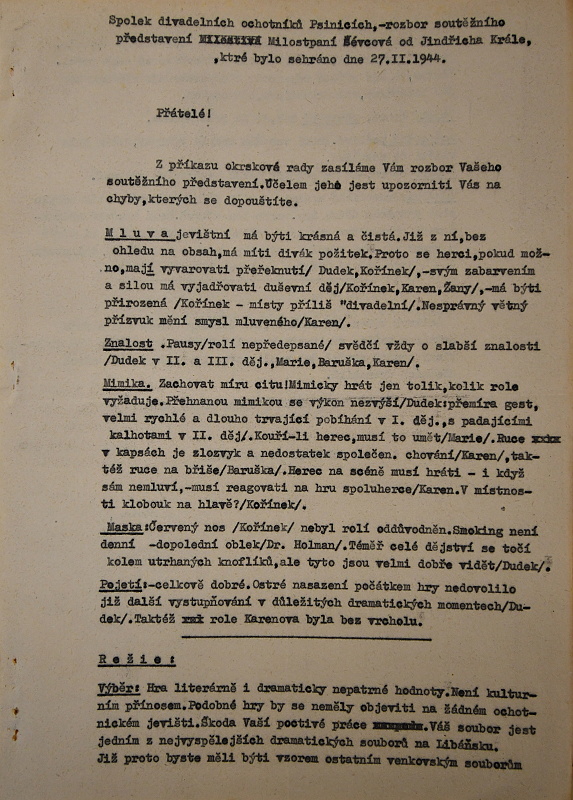 Spolek divadelních ochotníků Psinicích,-rozbor soutěžního
představení Milostpaní Ševcová od Jindřicha Krále,
,ktré bylo sehráno dne 27.II.1944.
Přátelé!
Z příkazu okrskové rady zasíláme Vám rozbor Vašeho
soutěžního představení.Účelem jeho jest upozorniti Vás na
chyby,kterých se dopouštíte.
Mluva jevištní má býti krásná a čistá.Již z ní,bez
ohledu na obsah,má míti divák požitek.Proto se herci,pokud mož-
no,mají vyvarovati přeřeknutí/ Dudek,Kořínek/,-svým zabarvením
a silou má vyjadřovati duševní děj/Kořínek,Karen,Žany/,-má býti
přirozená /Kořínek - místy příliš "divadelní/.Nesprávný větný
přízvuk mění smysl mluveného/Karen/.
Znalost .Pausy/rolí nepředepsané/ svědčí vždy o slabší znalosti
/Dudek v II. a III. děj.,Marie,Baruška,Karen/.
Mimika. Zachovat míru citu!Mimicky hrát jen tolik,kolik role
vyžaduje.Přehnanou mimikou se výkon nezvýší/Dudek:přemíra gest,
velmi rychlé a dlouho trvající pobíhání v I. děj.,s padajícími
kalhotami v II. děj/.Kouří-li herec,musí to umět/Marie/.Ruce xxxx
v kapsách je zlozvyk a nedostatek společen. chování/Karen/,tak-
též ruce na břiše/Baruška/.Herec na scéně musí hráti - i když
sám nemluví,-musí reagovati na hru spoluherce/Karen.V místnos-
ti klobouk na hlavě?/Kořínek/.
Maska:Červený nos /Kořínek/ nebyl rolí oddůvodněn.Smoking není
denní -dopolední oblek/Dr. Holman/.Téměř celé dějství se točí
kolem utrhaných knoflíků,ale tyto jsou velmi dobře vidět/Dudek/.
Pojetí:-celkově dobré.Ostré nasazení počátkem hry nedovolilo
již další vystupňování v důležitých dramatických momentech/Du-
dek/.Taktéž xxx role Karenova byla bez vrcholu.
Režie:
Výběr: Hra literárně i dramaticky nepatrné hodnoty.Není kultur-
ním přínosem.Podobné hry by se neměly objeviti na žádném ochot-
nickém jevišti.Škoda Vaší poctivé práce .Váš soubor jest
jedním z nejvyspělejších dramatických souborů na Libáňsku.
Již proto byste měli býti vzorem ostatním venkovským souborům